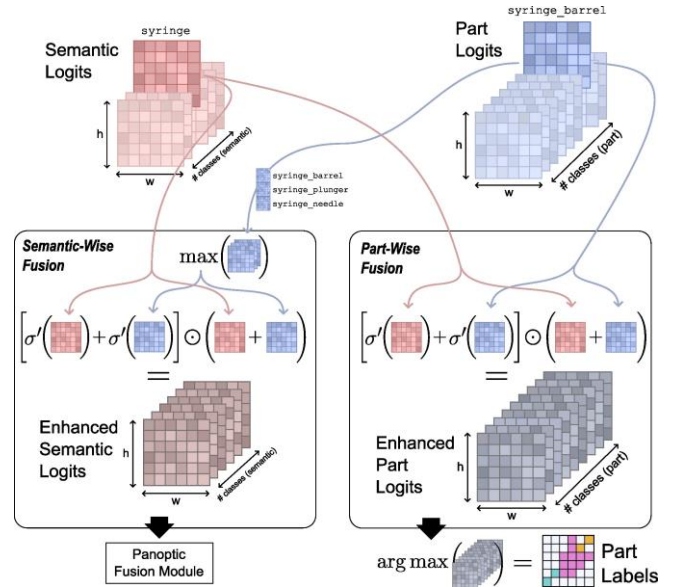 syringe
Semantic
Logits
h
w
# classes (semantic)
syringe_barrel
Part
Logits
h
w
# classes (part)
syringe_barrel
syringe_plunger
syringe_needle
Semantic-Wise
Fusion
max( )
[σ′( )+σ′( )]⊙( + )
=
Enhanced
Semantic
Logits
h
w
# classes (semantic)
Panoptic
Fusion Module
Part-Wise
Fusion
[σ′( )+σ′( )]⊙( + )
=
Enhanced
Part
Logits
h
w
# classes (part)
arg max( ) =
Part
Labels